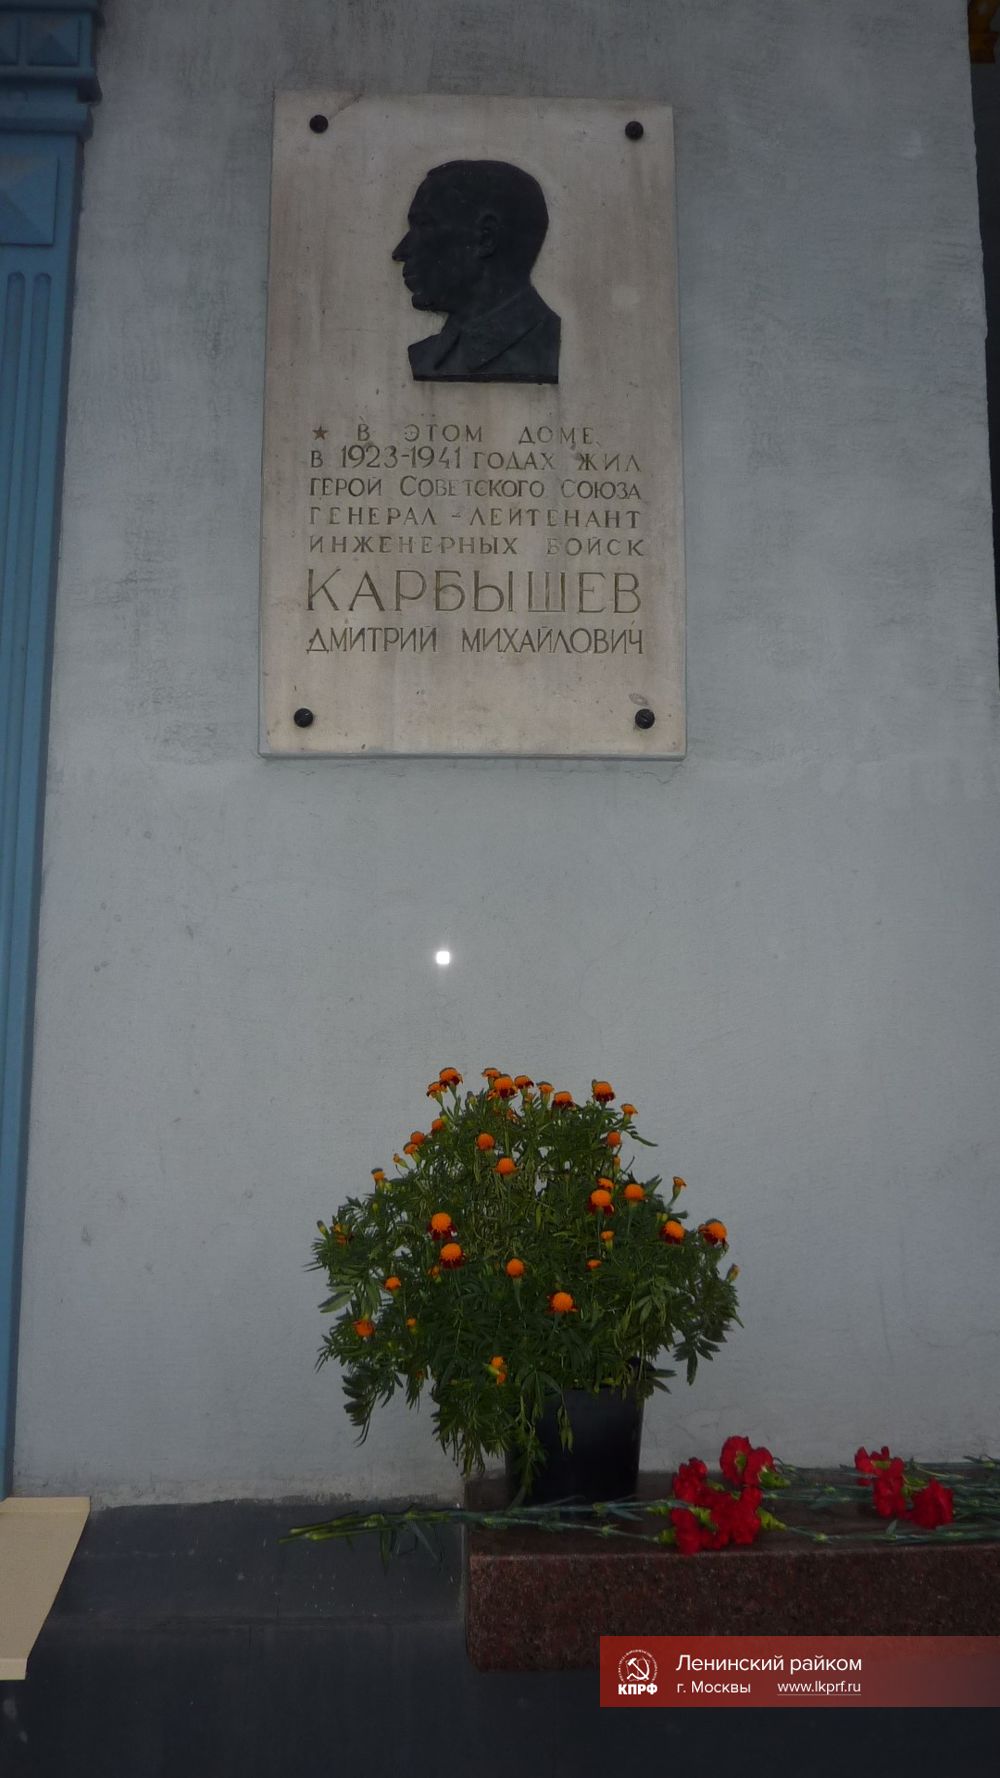 ★ В ЭТОМ ДОМЕ
В 1923-1941 ГОДАХ ЖИЛ
ГЕРОЙ СОВЕТСКОГО СОЮЗА
ГЕНЕРАЛ - ЛЕЙТЕНАНТ
ИНЖЕНЕРНЫХ ВОЙСК
КАРБЫШЕВ
ДМИТРИЙ МИХАЙЛОВИЧ
Ленинский райком
КПРФ г. Москвы www.lkprf.ru